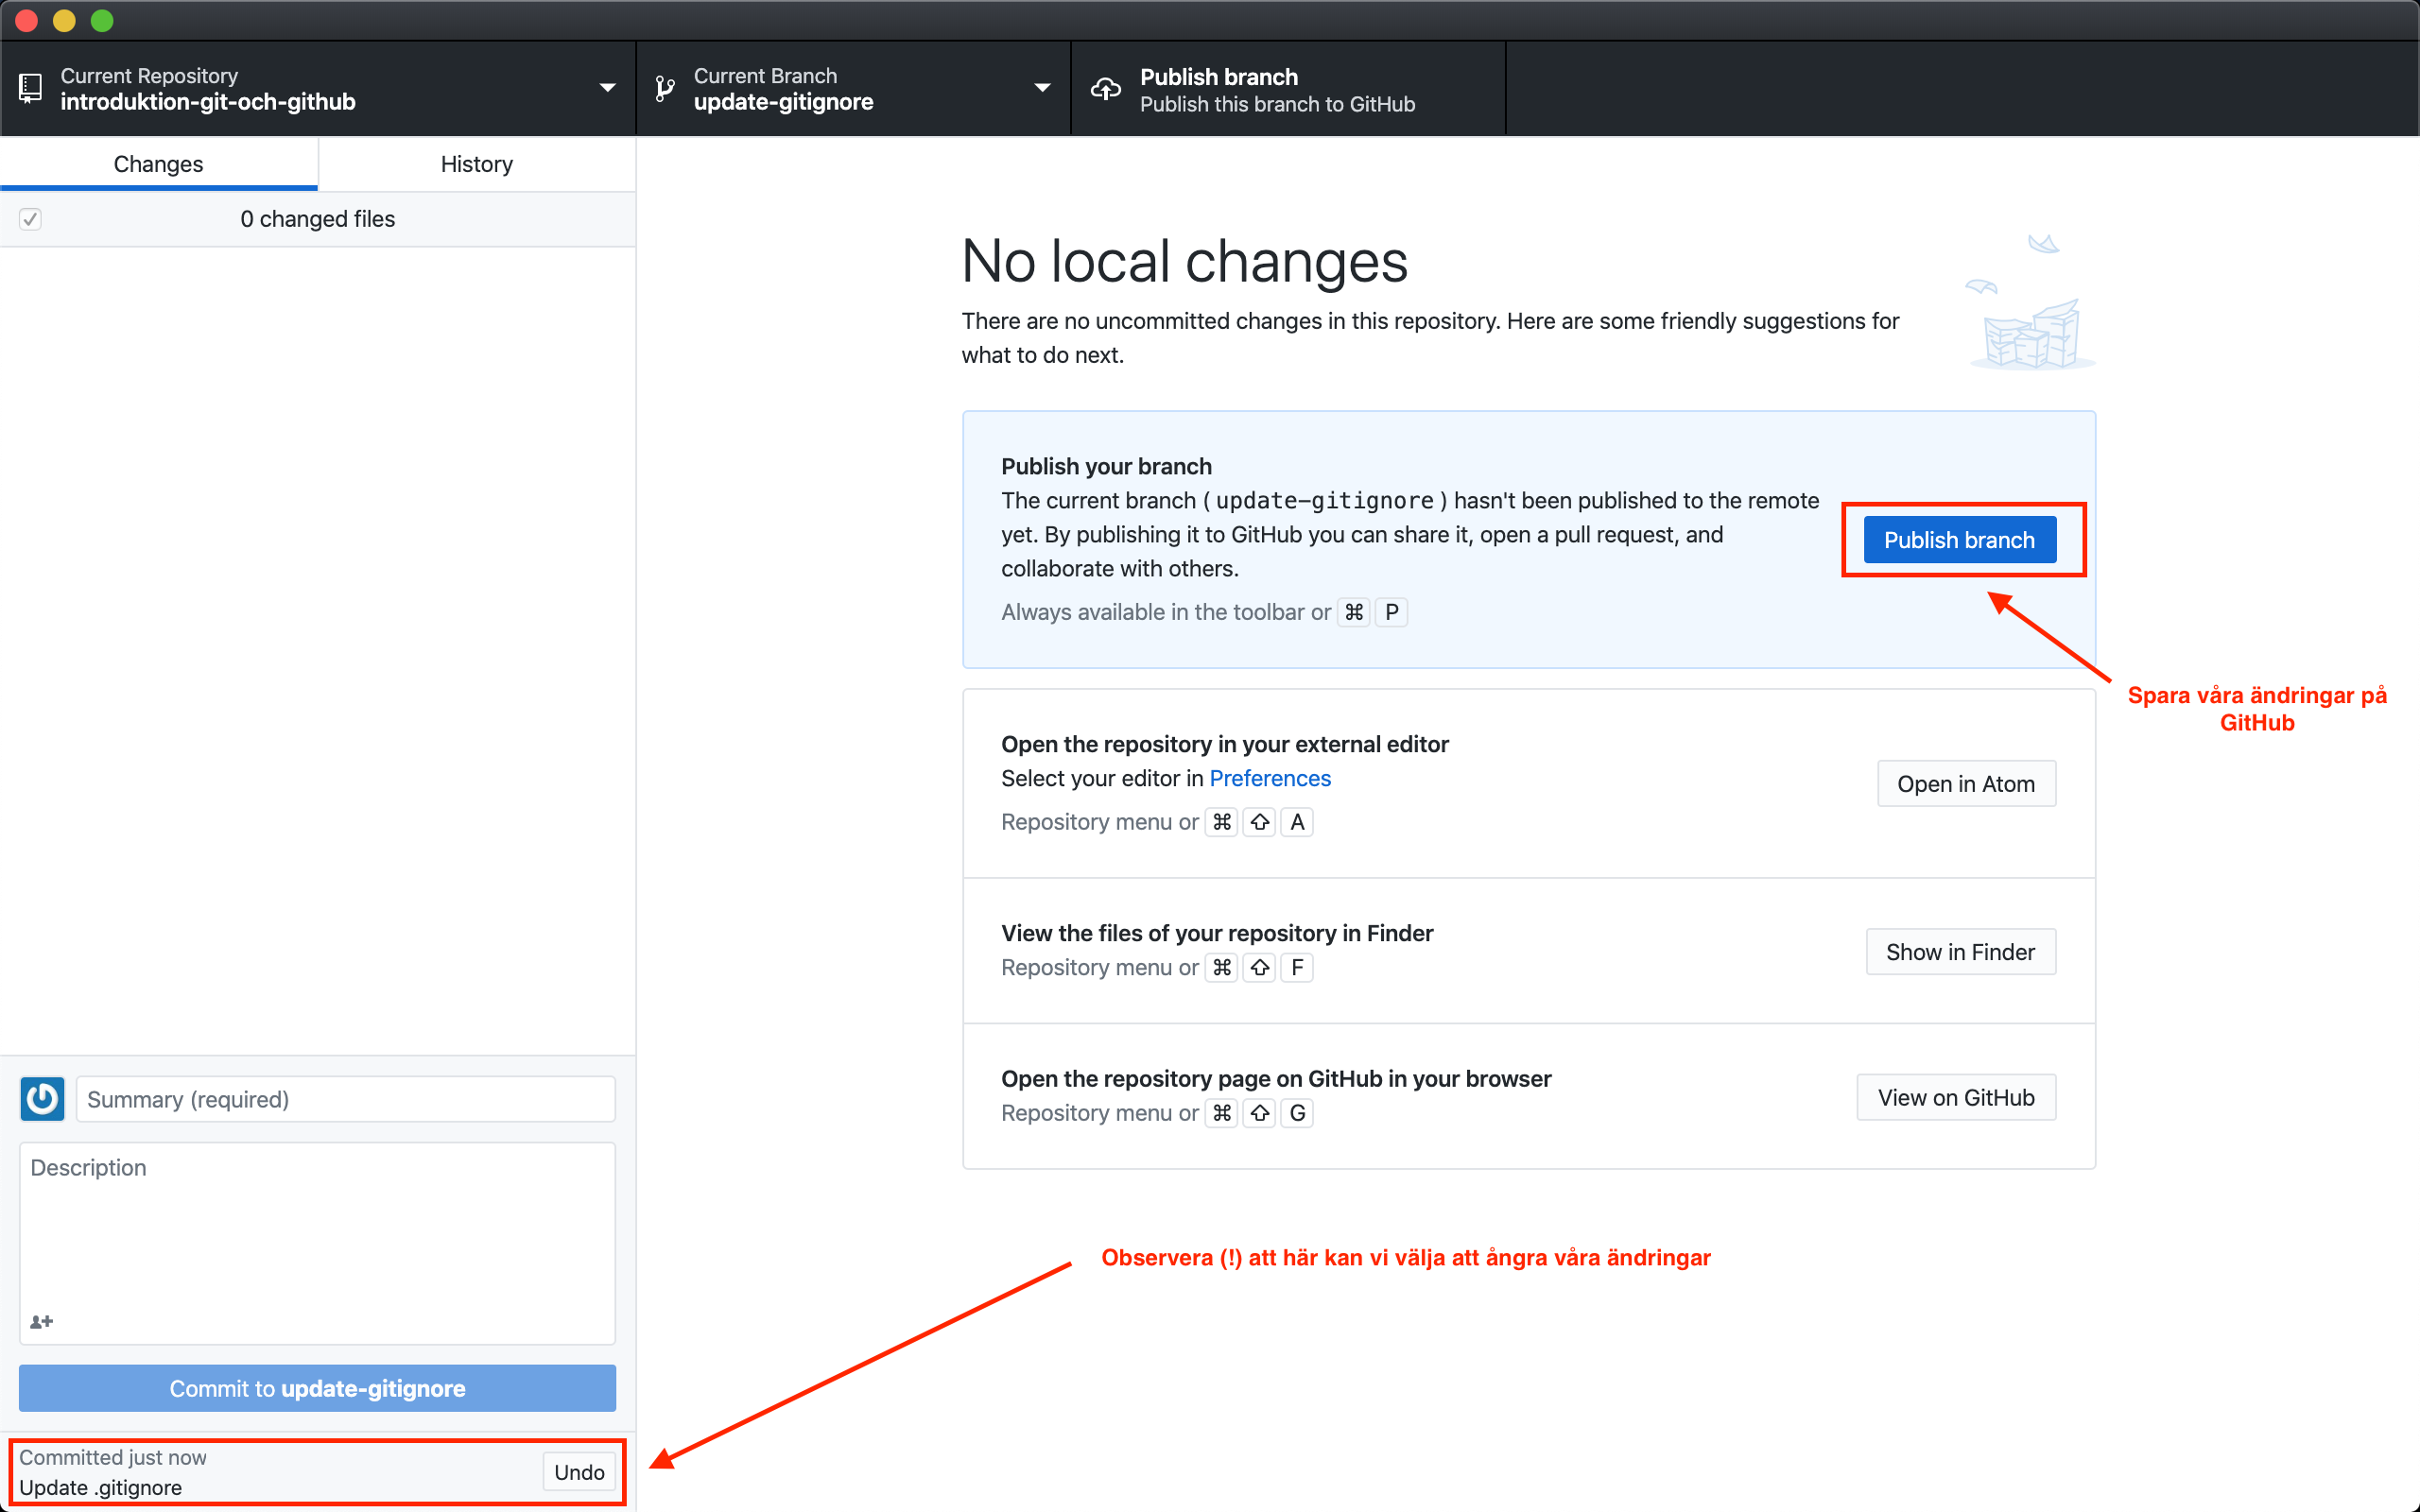 Current Repository
introduktion-git-och-github
Current Branch
update-gitignore
Publish branch
Publish this branch to GitHub
Changes
History
0 changed files
No local changes
There are no uncommitted changes in this repository. Here are some friendly suggestions for
what to do next.
Publish your branch
The current branch ( update-gitignore ) hasn't been published to the remote
yet. By publishing it to GitHub you can share it, open a pull request, and
collaborate with others.
Always available in the toolbar or ⌘ P
Publish branch
Spara våra ändringar på
GitHub
Open the repository in your external editor
Select your editor in Preferences
Repository menu or ⌘ ⇧ A
Open in Atom
View the files of your repository in Finder
Repository menu or ⌘ ⇧ F
Show in Finder
Open the repository page on GitHub in your browser
Repository menu or ⌘ ⇧ G
View on GitHub
Observera (!) att här kan vi välja att ångra våra ändringar
Summary (required)
Description
Commit to update-gitignore
Committed just now
Update .gitignore
Undo